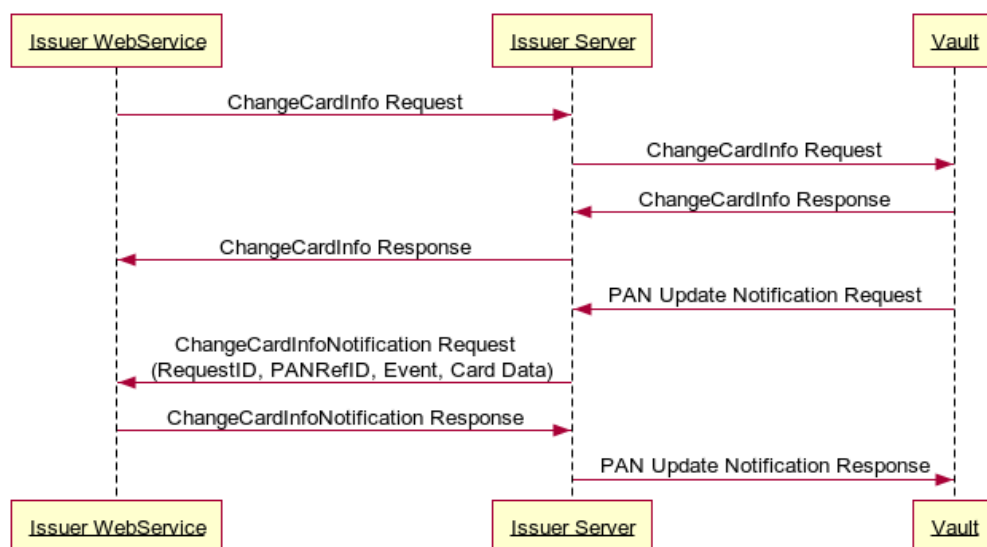 Issuer WebService
Issuer Server
Vault
ChangeCardInfo Request
ChangeCardInfo Request
ChangeCardInfo Response
ChangeCardInfo Response
PAN Update Notification Request
ChangeCardInfoNotification Request
(RequestID, PANRefID, Event, Card Data)
ChangeCardInfoNotification Response
PAN Update Notification Response
Issuer WebService
Issuer Server
Vault